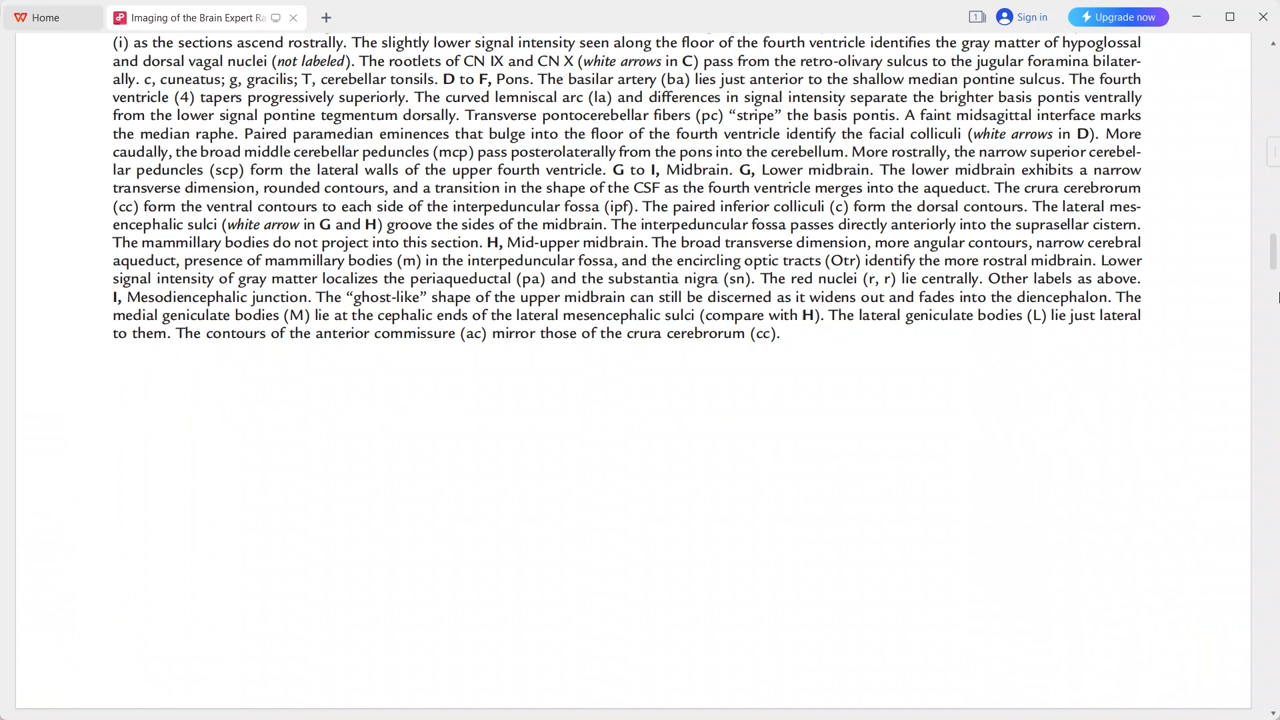 Home
Imaging of the Brain Expert Ra
1
Sign in
Upgrade now
(i) as the sections ascend rostrally. The slightly lower signal intensity seen along the floor of the fourth ventricle identifies the gray matter of hypoglossal
and dorsal vagal nuclei (not labeled). The rootlets of CN IX and CN X (white arrows in C) pass from the retro-olivary sulcus to the jugular foramina bilater-
ally. c, cuneatus; g, gracilis; T, cerebellar tonsils. D to F, Pons. The basilar artery (ba) lies just anterior to the shallow median pontine sulcus. The fourth
ventricle (4) tapers progressively superiorly. The curved lemniscal arc (la) and differences in signal intensity separate the brighter basis pontis ventrally
from the lower signal pontine tegmentum dorsally. Transverse pontocerebellar fibers (pc) “stripe” the basis pontis. A faint midsagittal interface marks
the median raphe. Paired paramedian eminences that bulge into the floor of the fourth ventricle identify the facial colliculi (white arrows in D). More
caudally, the broad middle cerebellar peduncles (mcp) pass posterolaterally from the pons into the cerebellum. More rostrally, the narrow superior cerebel-
lar peduncles (scp) form the lateral walls of the upper fourth ventricle. G to I, Midbrain. G, Lower midbrain. The lower midbrain exhibits a narrow
transverse dimension, rounded contours, and a transition in the shape of the CSF as the fourth ventricle merges into the aqueduct. The crura cerebrorum
(cc) form the ventral contours to each side of the interpeduncular fossa (ipf). The paired inferior colliculi (c) form the dorsal contours. The lateral mes-
encephalic sulci (white arrow in G and H) groove the sides of the midbrain. The interpeduncular fossa passes directly anteriorly into the suprasellar cistern.
The mammillary bodies do not project into this section. H, Mid-upper midbrain. The broad transverse dimension, more angular contours, narrow cerebral
aqueduct, presence of mammillary bodies (m) in the interpeduncular fossa, and the encircling optic tracts (Otr) identify the more rostral midbrain. Lower
signal intensity of gray matter localizes the periaqueductal (pa) and the substantia nigra (sn). The red nuclei (r, r) lie centrally. Other labels as above.
I, Mesodiencephalic junction. The “ghost-like” shape of the upper midbrain can still be discerned as it widens out and fades into the diencephalon. The
medial geniculate bodies (M) lie at the cephalic ends of the lateral mesencephalic sulci (compare with H). The lateral geniculate bodies (L) lie just lateral
to them. The contours of the anterior commissure (ac) mirror those of the crura cerebrorum (cc).